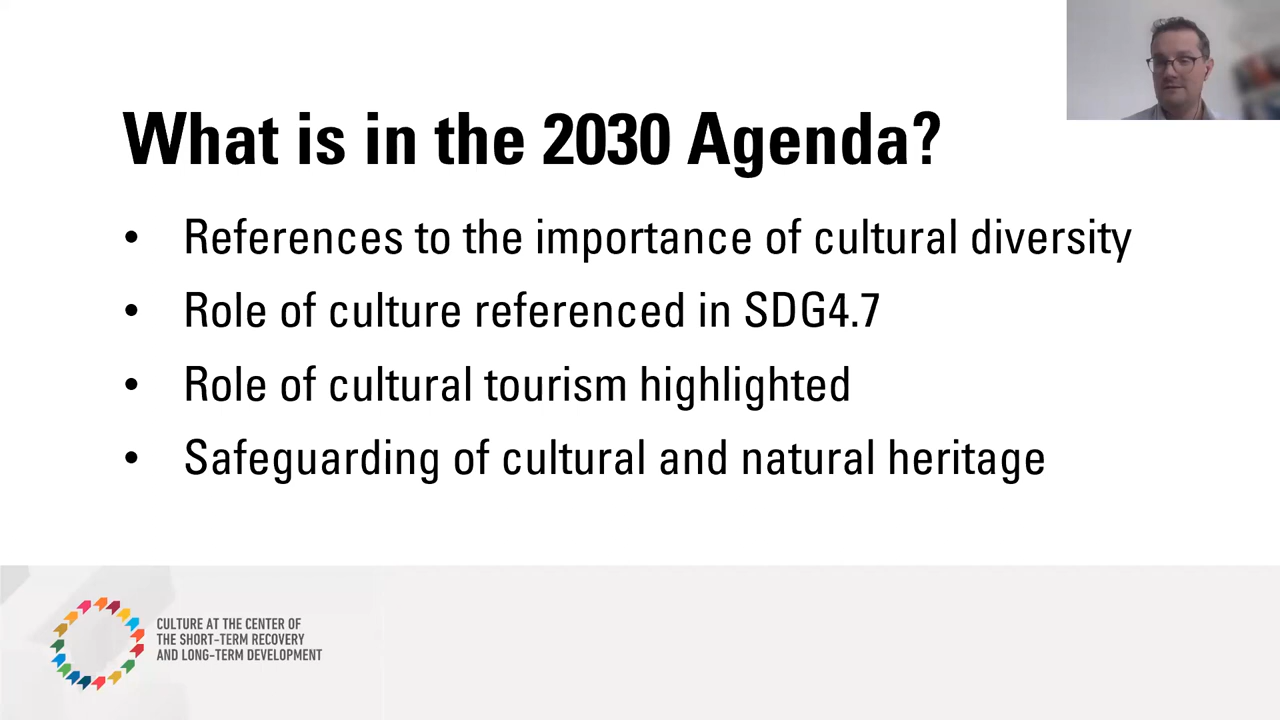 What is in the 2030 Agenda?
• References to the importance of cultural diversity
• Role of culture referenced in SDG4.7
• Role of cultural tourism highlighted
• Safeguarding of cultural and natural heritage
CULTURE AT THE CENTER OF
THE SHORT-TERM RECOVERY
AND LONG-TERM DEVELOPMENT